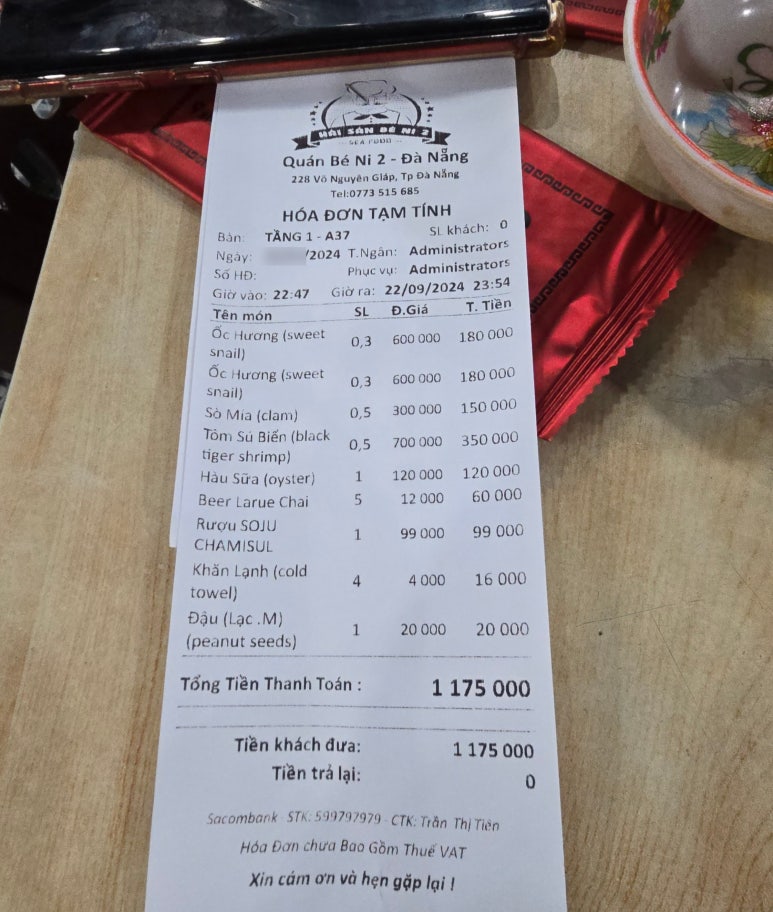 HẢI SẢN BÉ NI 2
SEA FOOD
Quán Bé Ni 2 - Đà Nẵng
228 Võ Nguyên Giáp, Tp Đà Nẵng
Tel:0773 515 685
HÓA ĐƠN TẠM TÍNH
Bàn: TẦNG 1 - A37 SL khách: 0
Ngày: /2024 T.Ngân: Administrators
Số HĐ: Phục vụ: Administrators
Giờ vào: 22:47 Giờ ra: 22/09/2024 23:54
Tên món SL Đ.Giá T. Tiền
Ốc Hương (sweet
snail) 0,3 600 000 180 000
Ốc Hương (sweet
snail) 0,3 600 000 180 000
Sò Mía (clam) 0,5 300 000 150 000
Tôm Sú Biển (black
tiger shrimp) 0,5 700 000 350 000
Hàu Sữa (oyster) 1 120 000 120 000
Beer Larue Chai 5 12 000 60 000
Rượu SOJU
CHAMISUL 1 99 000 99 000
Khăn Lạnh (cold
towel) 4 4 000 16 000
Đậu (Lạc .M)
(peanut seeds) 1 20 000 20 000
Tổng Tiền Thanh Toán : 1 175 000
Tiền khách đưa: 1 175 000
Tiền trả lại: 0
Sacombank - STK: 599797979 - CTK: Trần Thị Tiên
Hóa Đơn chưa Bao Gồm Thuế VAT
Xin cám ơn và hẹn gặp lại !